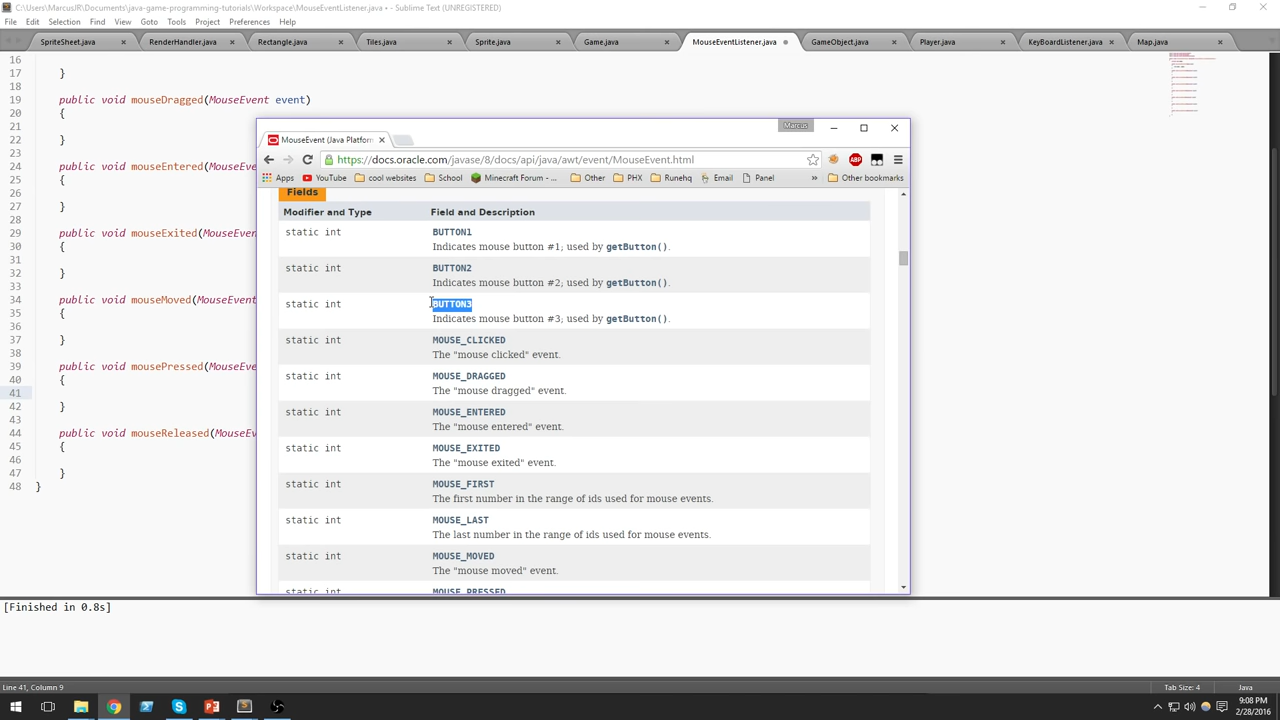 C:\Users\MarcusJR\Documents\java-game-programming-tutorials\Workspace\MouseEventListener.java • - Sublime Text (UNREGISTERED)
File Edit Selection Find View Goto Tools Project Preferences Help
SpriteSheet.java RenderHandler.java Rectangle.java Tiles.java Sprite.java Game.java MouseEventListener.java GameObject.java Player.java KeyBoardListener.java Map.java
16
17 }
18
19 public void mouseDragged(MouseEvent event)
20 {
21
22 }
23
24 public void mouseEntered(MouseEven
25 {
26
27 }
28
29 public void mouseExited(MouseEven
30 {
31
32 }
33
34 public void mouseMoved(MouseEvent
35 {
36
37 }
38
39 public void mousePressed(MouseEve
40 {
41
42 }
43
44 public void mouseReleased(MouseEv
45 {
46
47 }
48 }
Marcus
MouseEvent (Java Platform
https://docs.oracle.com/javase/8/docs/api/java/awt/event/MouseEvent.html
ABP
Apps YouTube cool websites School Minecraft Forum - ... Other PHX Runehq Email Panel » Other bookmarks
Fields
Modifier and Type Field and Description
static int BUTTON1
Indicates mouse button #1; used by getButton().
static int BUTTON2
Indicates mouse button #2; used by getButton().
static int BUTTON3
Indicates mouse button #3; used by getButton().
static int MOUSE_CLICKED
The "mouse clicked" event.
static int MOUSE_DRAGGED
The "mouse dragged" event.
static int MOUSE_ENTERED
The "mouse entered" event.
static int MOUSE_EXITED
The "mouse exited" event.
static int MOUSE_FIRST
The first number in the range of ids used for mouse events.
static int MOUSE_LAST
The last number in the range of ids used for mouse events.
static int MOUSE_MOVED
The "mouse moved" event.
static int MOUSE_PRESSED
[Finished in 0.8s]
Line 41, Column 9 Tab Size: 4 Java
9:08 PM
2/28/2016